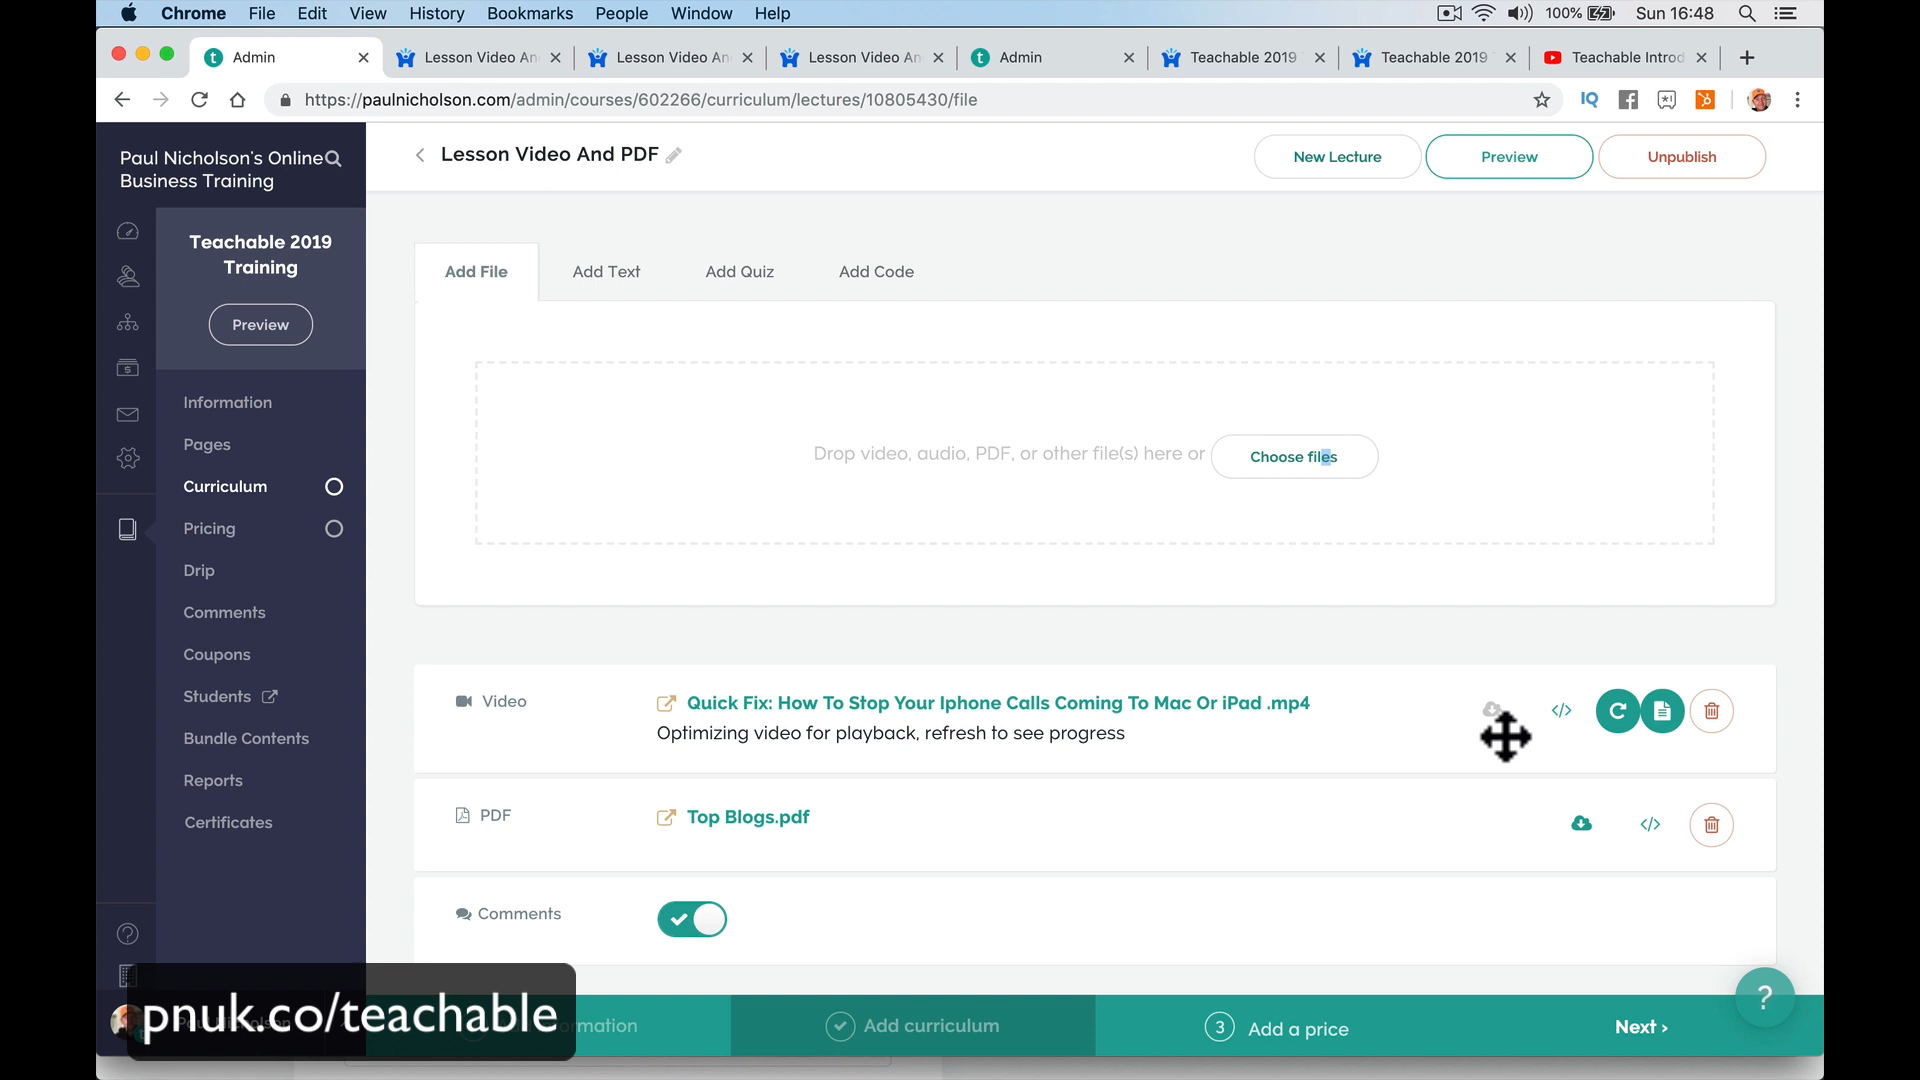 Chrome File Edit View History Bookmarks People Window Help 100% Sun 16:48
Admin Lesson Video An Lesson Video An Lesson Video An Admin Teachable 2019 Teachable 2019 Teachable Introd
https://paulnicholson.com/admin/courses/602266/curriculum/lectures/10805430/file IQ
Paul Nicholson's Online
Business Training
Lesson Video And PDF New Lecture Preview Unpublish
Teachable 2019
Training
Preview
Information
Pages
Curriculum
Pricing
Drip
Comments
Coupons
Students
Bundle Contents
Reports
Certificates
Add File Add Text Add Quiz Add Code
Drop video, audio, PDF, or other file(s) here or Choose files
Video Quick Fix: How To Stop Your Iphone Calls Coming To Mac Or iPad .mp4
Optimizing video for playback, refresh to see progress
PDF Top Blogs.pdf
Comments
pnuk.co/teachable
Add curriculum 3 Add a price Next ›
?